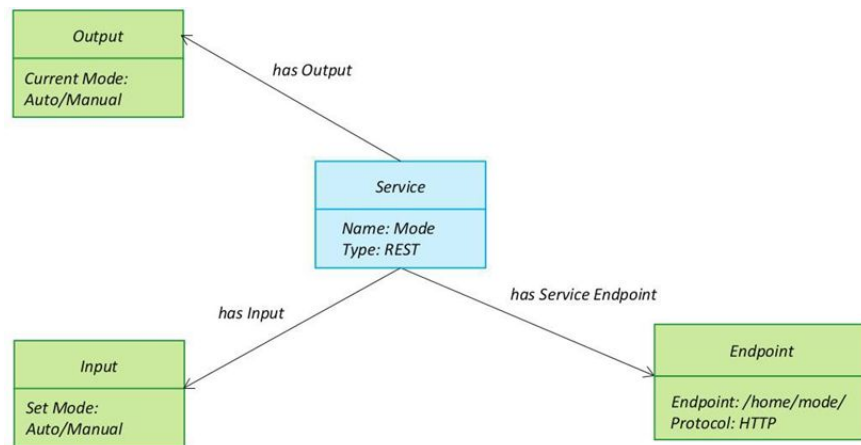 Output
Current Mode:
Auto/Manual
has Output
Service
Name: Mode
Type: REST
has Service Endpoint
has Input
Endpoint
Endpoint: /home/mode/
Protocol: HTTP
Input
Set Mode:
Auto/Manual